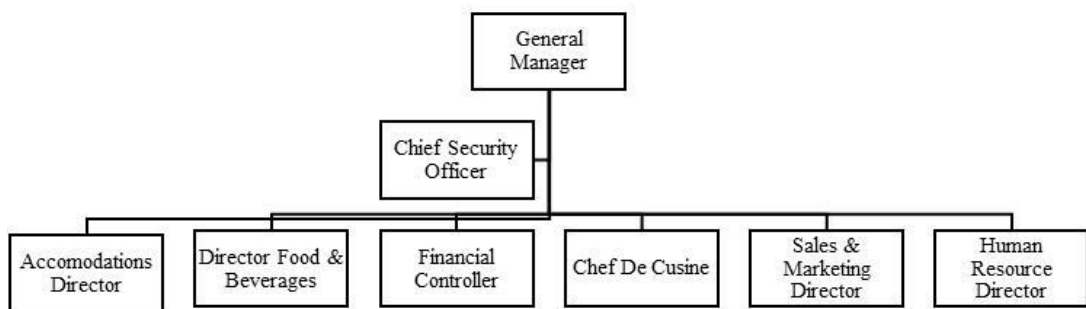 General
Manager
Chief Security
Officer
Accomodations
Director
Director Food &
Beverages
Financial
Controller
Chef De Cusine
Sales &
Marketing
Director
Human
Resource
Director